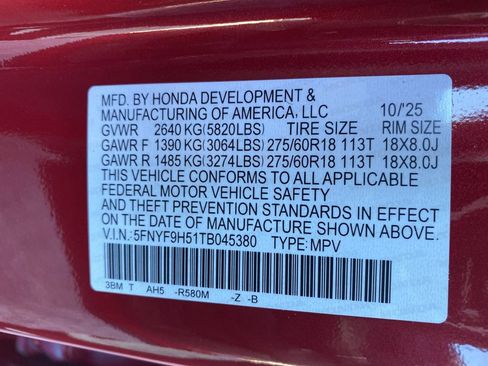 MFD. BY HONDA DEVELOPMENT &
MANUFACTURING OF AMERICA, LLC 10/'25
GVWR 2640 KG(5820LBS) TIRE SIZE RIM SIZE
GAWR F 1390 KG(3064LBS) 275/60R18 113T 18X8.0J
GAWR R 1485 KG(3274LBS) 275/60R18 113T 18X8.0J
THIS VEHICLE CONFORMS TO ALL APPLICABLE
FEDERAL MOTOR VEHICLE SAFETY
AND THEFT PREVENTION STANDARDS IN EFFECT
ON THE DATE OF MANUFACTURE SHOWN ABOVE.
V.I.N.: 5FNYF9H51TB045380 TYPE: MPV
3BM T AH5 -R580M -Z -B